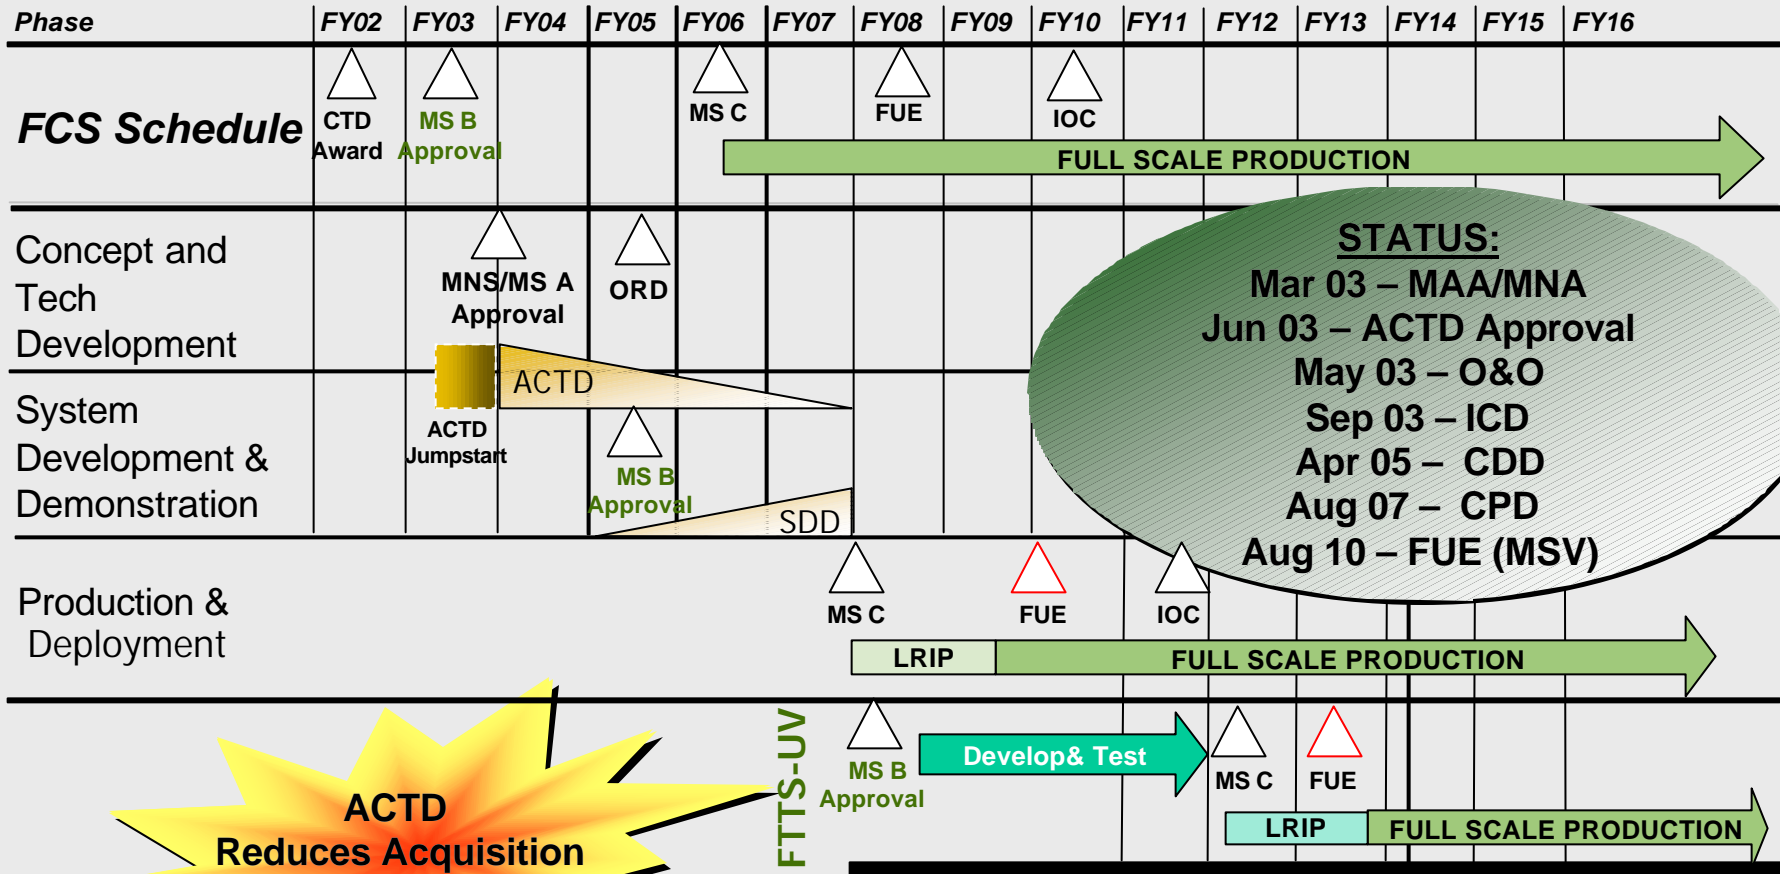 Phase FY02 FY03 FY04 FY05 FY06 FY07 FY08 FY09 FY10 FY11 FY12 FY13 FY14 FY15 FY16
FCS Schedule
CTD
Award
MS B
Approval
MS C
FUE
IOC
FULL SCALE PRODUCTION
Concept and
Tech
Development
MNS/MS A
Approval
ORD
STATUS:
Mar 03 – MAA/MNA
Jun 03 – ACTD Approval
May 03 – O&O
Sep 03 – ICD
Apr 05 – CDD
Aug 07 – CPD
Aug 10 – FUE (MSV)
ACTD
System
Development &
Demonstration
ACTD
Jumpstart
MS B
Approval
SDD
Production &
Deployment
MS C
FUE
IOC
LRIP
FULL SCALE PRODUCTION
FTTS-UV
MS B
Approval
Develop& Test
MS C
FUE
LRIP
FULL SCALE PRODUCTION
ACTD
Reduces Acquisition